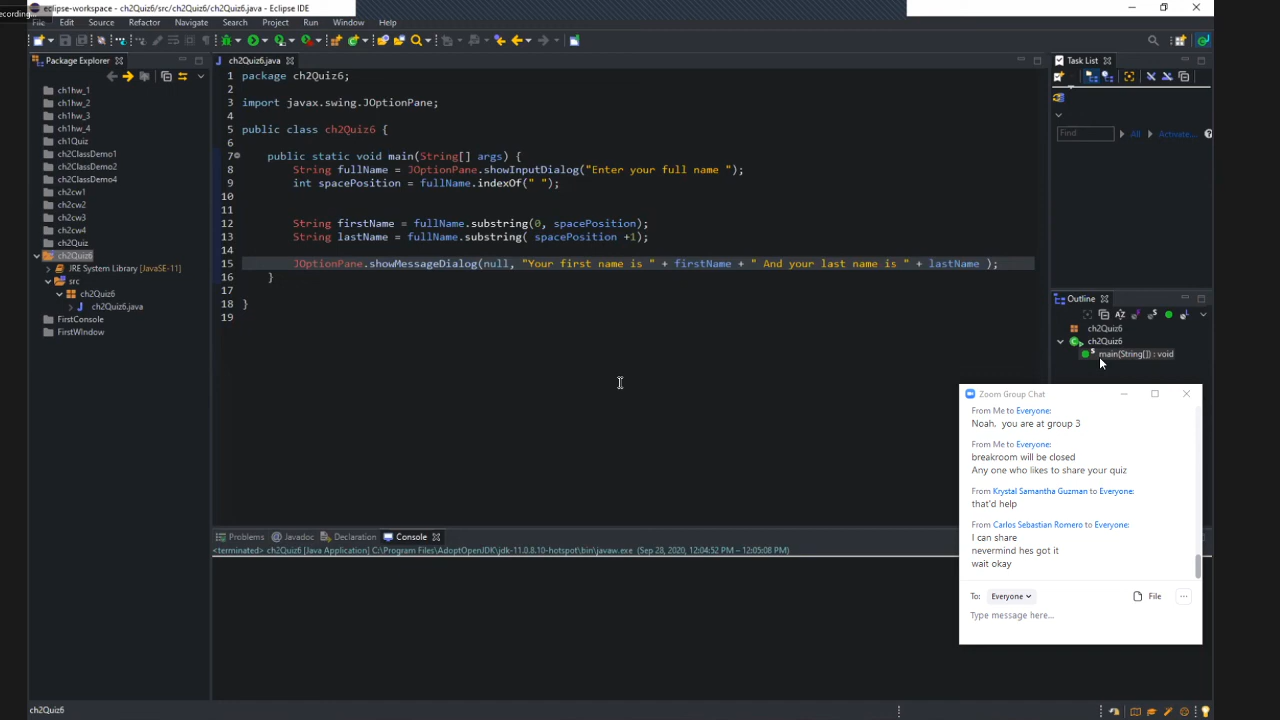 ecording...
eclipse-workspace - ch2Quiz6/src/ch2Quiz6/ch2Quiz6.java - Eclipse IDE
File Edit Source Refactor Navigate Search Project Run Window Help
Package Explorer
ch1hw_1
ch1hw_2
ch1hw_3
ch1hw_4
ch1Quiz
ch2ClassDemo1
ch2ClassDemo2
ch2ClassDemo4
ch2cw1
ch2cw2
ch2cw3
ch2cw4
ch2Quiz
ch2Quiz6
JRE System Library [JavaSE-11]
src
ch2Quiz6
ch2Quiz6.java
FirstConsole
FirstWIndow
ch2Quiz6.java
1 package ch2Quiz6;
2
3 import javax.swing.JOptionPane;
4
5 public class ch2Quiz6 {
6
7 public static void main(String[] args) {
8 String fullName = JOptionPane.showInputDialog("Enter your full name ");
9 int spacePosition = fullName.indexOf(" ");
10
11
12 String firstName = fullName.substring(0, spacePosition);
13 String lastName = fullName.substring( spacePosition +1);
14
15 JOptionPane.showMessageDialog(null, "Your first name is " + firstName + " And your last name is " + lastName );
16 }
17
18 }
19
Task List
Find All Activate...
Outline
ch2Quiz6
ch2Quiz6
main(String[]) : void
Problems Javadoc Declaration Console
<terminated> ch2Quiz6 [Java Application] C:\Program Files\AdoptOpenJDK\jdk-11.0.8.10-hotspot\bin\javaw.exe (Sep 23, 2020, 12:04:52 PM – 12:05:08 PM)
Zoom Group Chat
From Me to Everyone:
Noah, you are at group 3
From Me to Everyone:
breakroom will be closed
Any one who likes to share your quiz
From Krystal Samantha Guzman to Everyone:
that'd help
From Carlos Sebastian Romero to Everyone:
I can share
nevermind hes got it
wait okay
To: Everyone File ...
Type message here...
ch2Quiz6